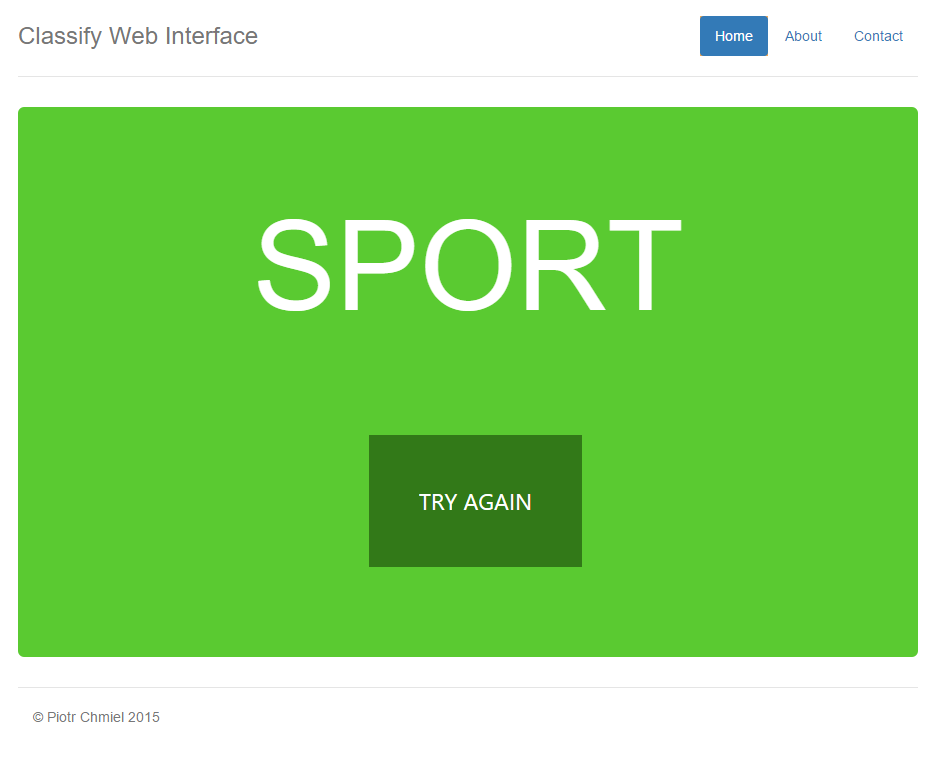 Classify Web Interface
Home About Contact
SPORT
TRY AGAIN
© Piotr Chmiel 2015